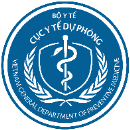 BỘ Y TẾ
CỤC Y TẾ DỰ PHÒNG
VIETNAM GENERAL DEPARTMENT OF PREVENTIVE MEDICINE